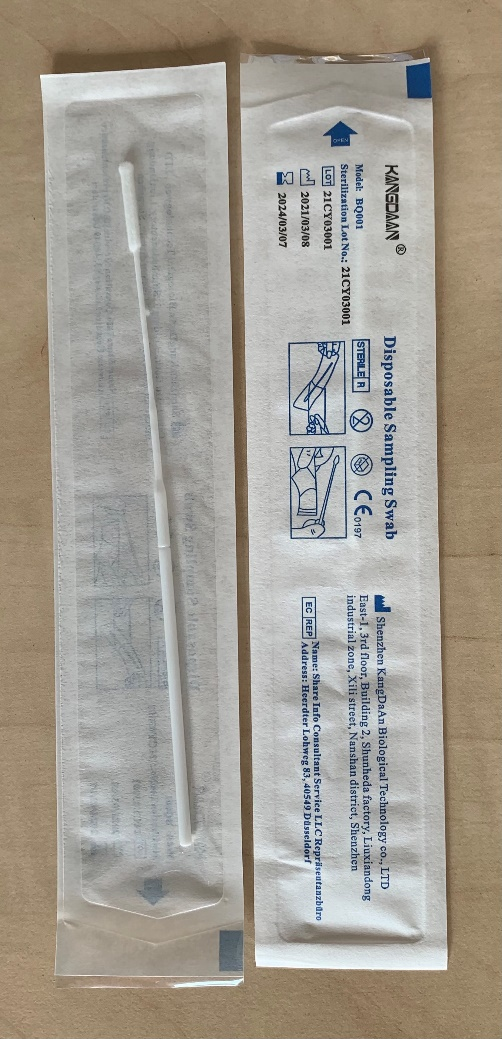 OPEN
KANGDAAN®
Model: BQ001
Sterilization Lot No.: 21CY03001
LOT 21CY03001
2021/03/08
2024/03/07
Disposable Sampling Swab
STERILE R
CE 0197
Shenzhen KangDaAn Biological Technology co., LTD
East-1, 3rd floor, Building 2, Shunheda factory, Liuxiandong
industrial zone, Xili street, Nanshan district, Shenzhen
EC REP
Name: Share Info Consultant Service LLC Repräsentanzbüro
Address: Heerdter Lohweg 83, 40549 Düsseldorf